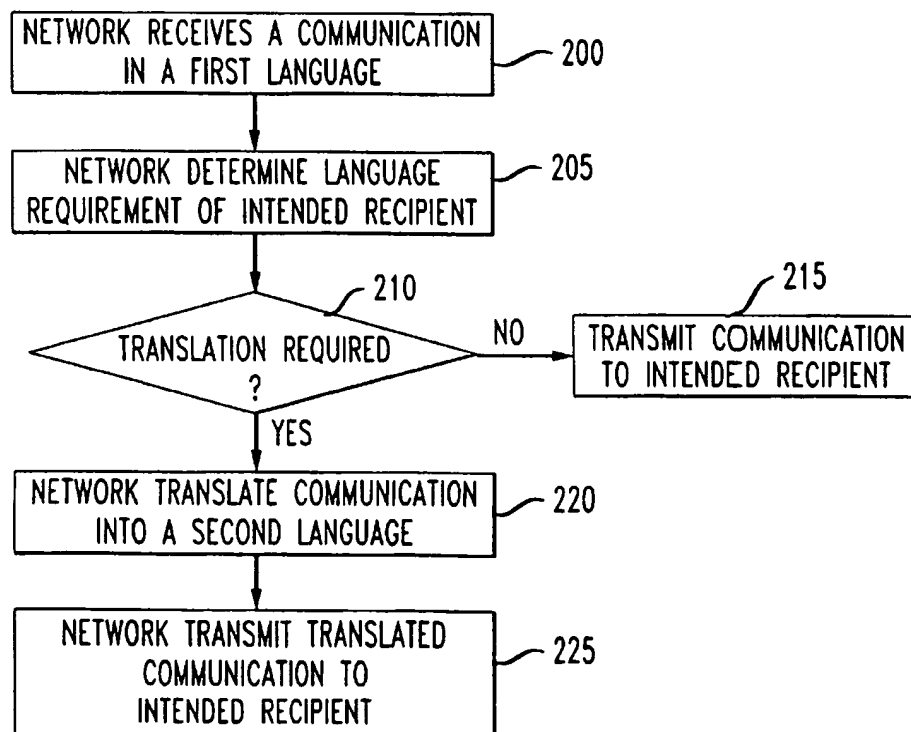 NETWORK RECEIVES A COMMUNICATION
IN A FIRST LANGUAGE
200
NETWORK DETERMINE LANGUAGE
REQUIREMENT OF INTENDED RECIPIENT
205
210
TRANSLATION REQUIRED
?
NO
215
TRANSMIT COMMUNICATION
TO INTENDED RECIPIENT
YES
NETWORK TRANSLATE COMMUNICATION
INTO A SECOND LANGUAGE
220
NETWORK TRANSMIT TRANSLATED
COMMUNICATION TO
INTENDED RECIPIENT
225